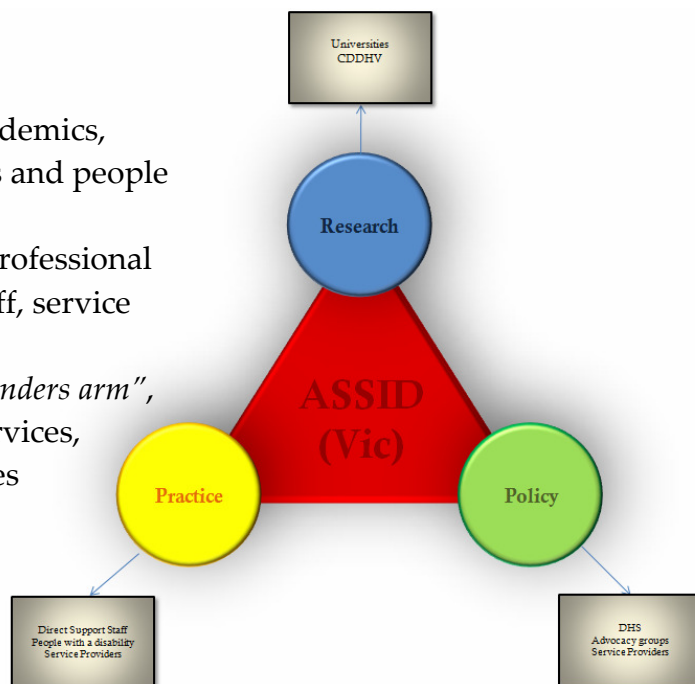 Universities
CDDHV
demics,
s and people
Research
rofessional
ff, service
ASSID
(Vic)
nders arm”,
rvices,
es
Practice
Policy
Direct Support Staff
People with a disability
Service Providers
DHS
Advocacy groups
Service Providers